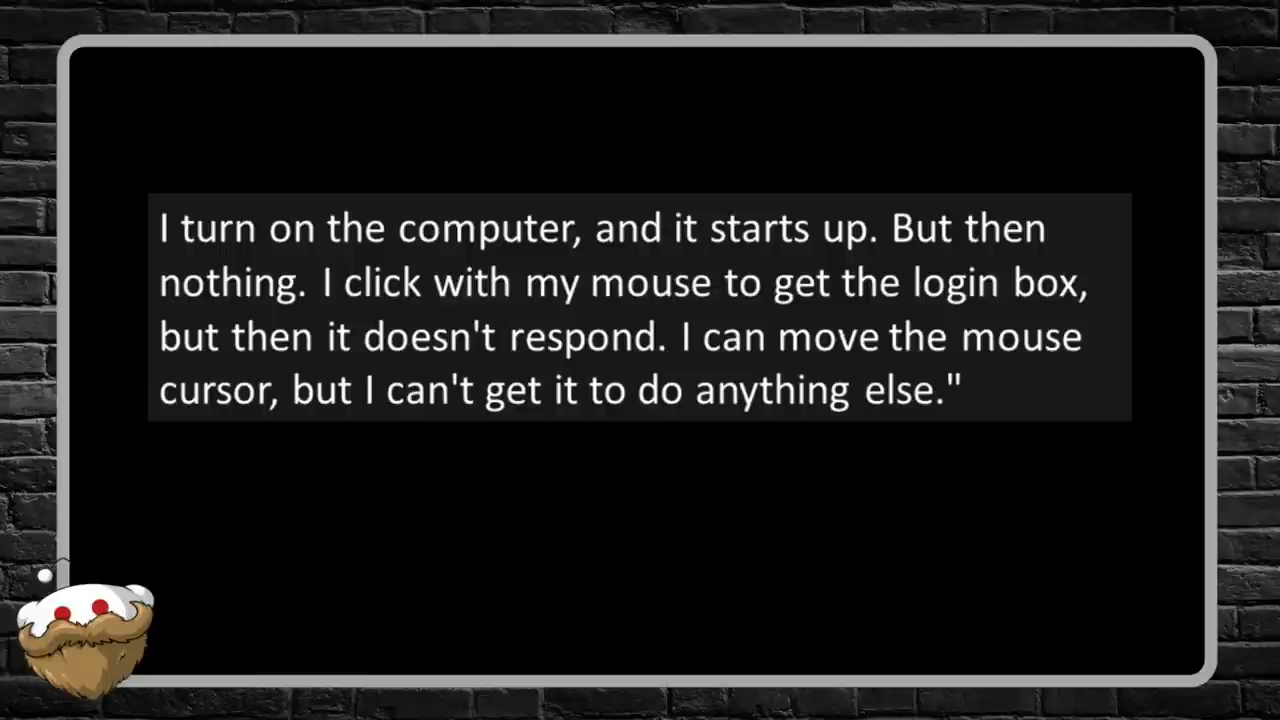 I turn on the computer, and it starts up. But then
nothing. I click with my mouse to get the login box,
but then it doesn't respond. I can move the mouse
cursor, but I can't get it to do anything else."